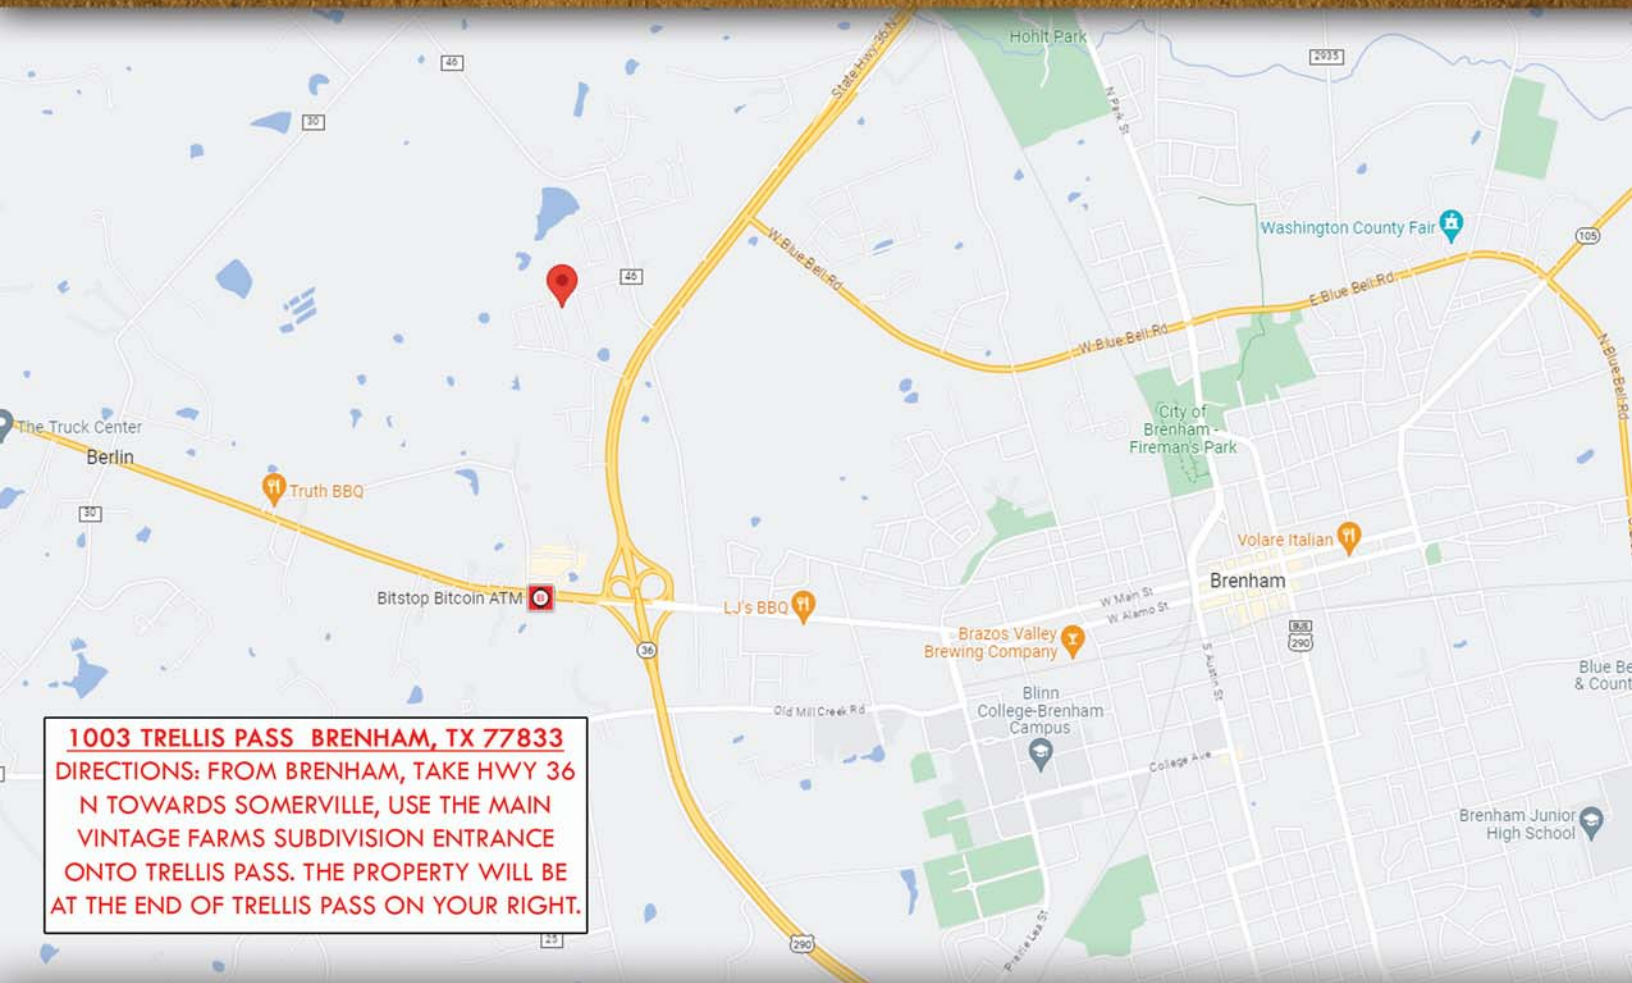 Hohlt Park
State Hwy 36 N
46
2935
30
N Park St
Washington County Fair
105
W Blue Bell Rd
46
E Blue Bell Rd
W Blue Bell Rd
N Blue Bell Rd
The Truck Center
City of
Brenham -
Fireman's Park
Berlin
Truth BBQ
30
Volare Italian
Brenham
Bitstop Bitcoin ATM
LJ's BBQ
W Main St
W Alamo St
Brazos Valley
Brewing Company
BUS
290
36
S Austin St
Blue Be
& Count
Blinn
College-Brenham
Campus
Old Mill Creek Rd
College Ave
Brenham Junior
High School
1003 TRELLIS PASS BRENHAM, TX 77833
DIRECTIONS: FROM BRENHAM, TAKE HWY 36
N TOWARDS SOMERVILLE, USE THE MAIN
VINTAGE FARMS SUBDIVISION ENTRANCE
ONTO TRELLIS PASS. THE PROPERTY WILL BE
AT THE END OF TRELLIS PASS ON YOUR RIGHT.
25
290
Prairie Lea St